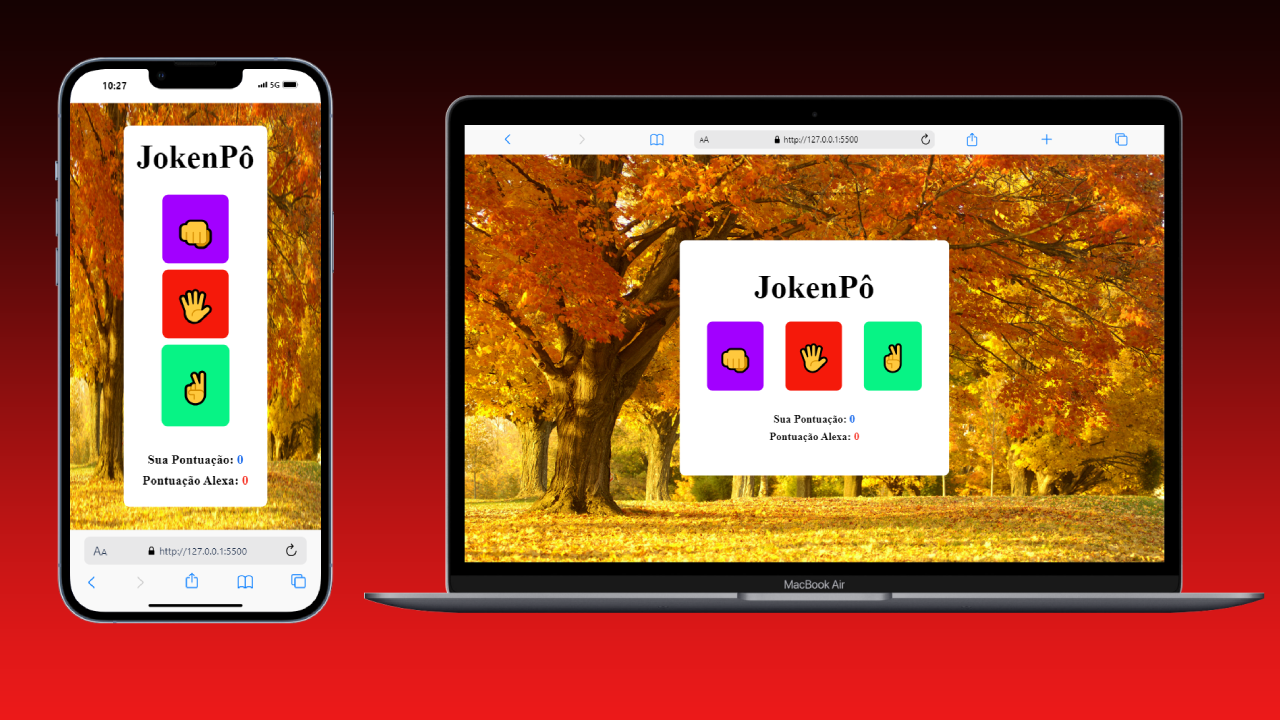 10:27
5G
JokenPô
Sua Pontuação: 0
Pontuação Alexa: 0
AA
http://127.0.0.1:5500
AA
http://127.0.0.1:5500
JokenPô
Sua Pontuação: 0
Pontuação Alexa: 0
MacBook Air